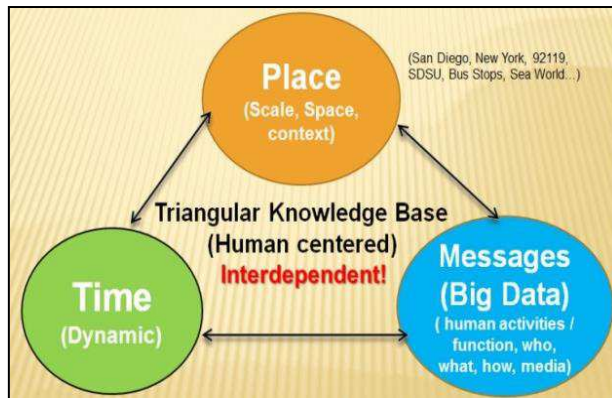 Place
(Scale, Space,
context)
(San Diego, New York, 92119,
SDSU, Bus Stops, Sea World...)
Triangular Knowledge Base
(Human centered)
Interdependent!
Time
(Dynamic)
Messages
(Big Data)
( human activities /
function, who,
what, how, media)